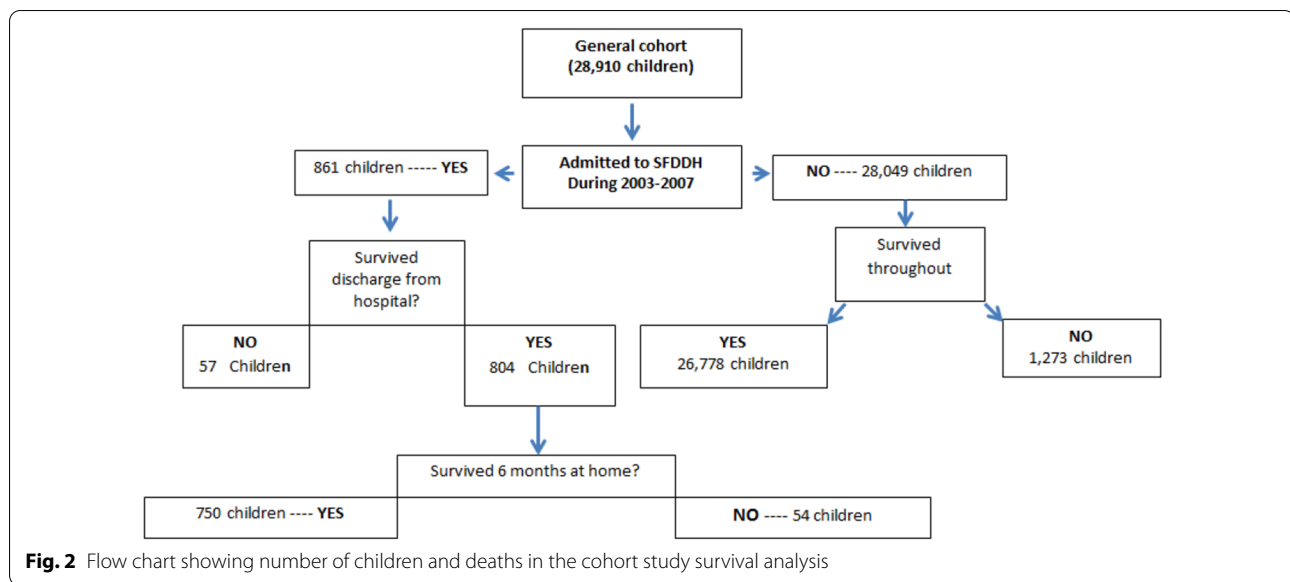 General cohort
(28,910 children)
861 children ----- YES
Admitted to SFDDH
During 2003-2007
NO ---- 28,049 children
Survived
discharge from
hospital?
Survived
throughout
NO
57 Children
YES
804 Children
YES
26,778 children
NO
1,273 children
Survived 6 months at home?
750 children ---- YES
NO ---- 54 children
Fig. 2 Flow chart showing number of children and deaths in the cohort study survival analysis